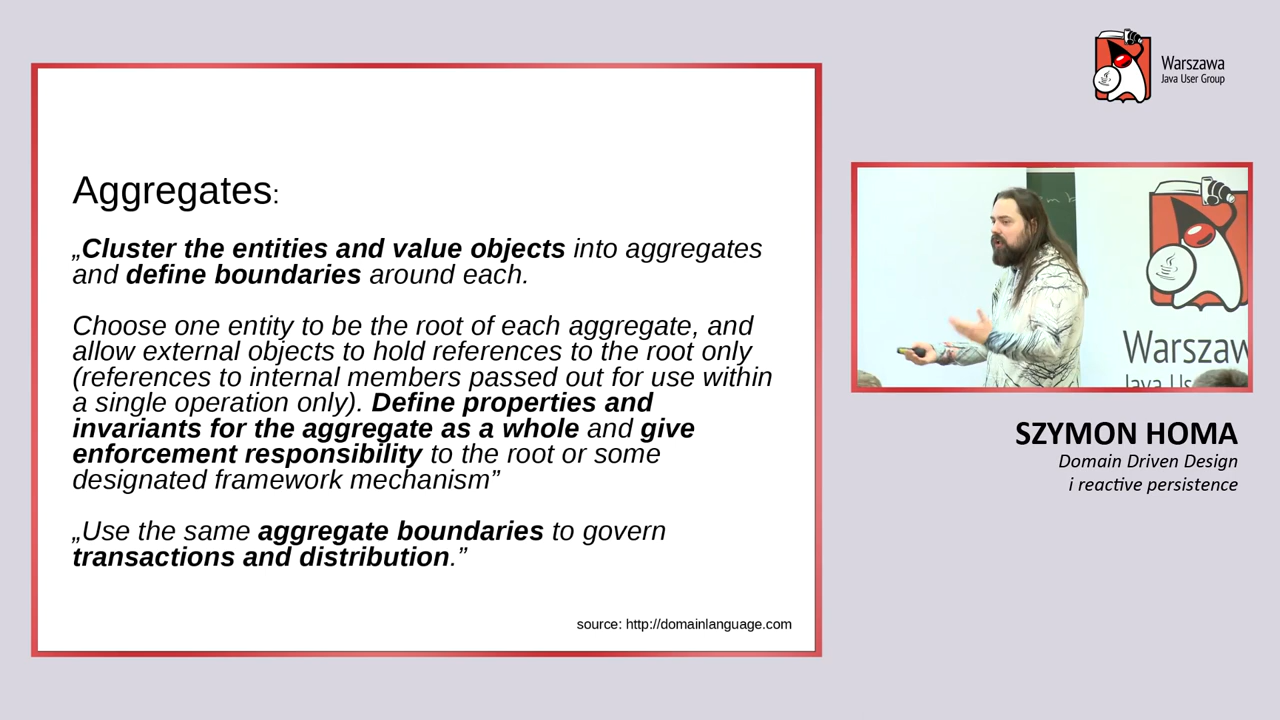 Warszawa
Java User Group
Aggregates:
„Cluster the entities and value objects into aggregates
and define boundaries around each.
Choose one entity to be the root of each aggregate, and
allow external objects to hold references to the root only
(references to internal members passed out for use within
a single operation only). Define properties and
invariants for the aggregate as a whole and give
enforcement responsibility to the root or some
designated framework mechanism”
„Use the same aggregate boundaries to govern
transactions and distribution.”
source: http://domainlanguage.com
Warszaw
Java Us
SZYMON HOMA
Domain Driven Design
i reactive persistence